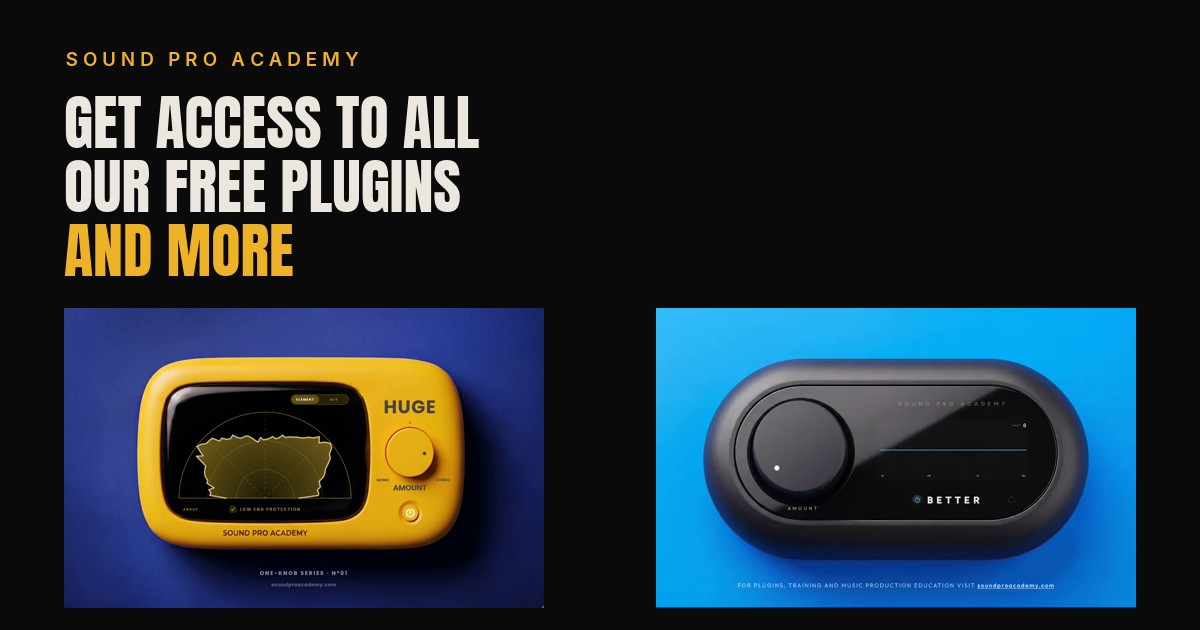 SOUND PRO ACADEMY
GET ACCESS TO ALL
OUR FREE PLUGINS
AND MORE
ELEMENT MIX
HUGE
MONO STEREO
AMOUNT
ABOUT LOW END PROTECTION
SOUND PRO ACADEMY
ONE-KNOB SERIES · N°01
soundproacademy.com
SOUND PRO ACADEMY
BETTER
AMOUNT
FOR PLUGINS, TRAINING AND MUSIC PRODUCTION EDUCATION VISIT soundproacademy.com